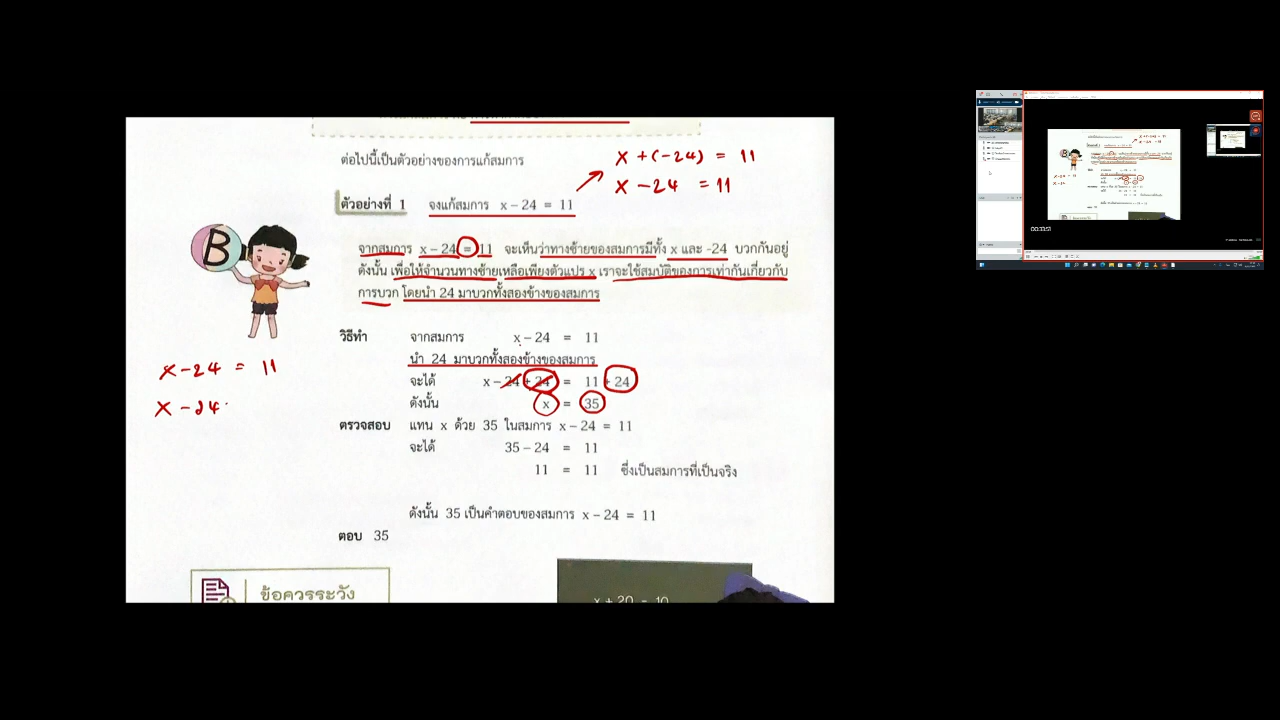 ต่อไปนี้เป็นตัวอย่างของการแก้สมการ
x + (-24) = 11
x - 24 = 11
ตัวอย่างที่ 1 จงแก้สมการ x – 24 = 11
B
จากสมการ x – 24 = 11 จะเห็นว่าทางซ้ายของสมการมีทั้ง x และ -24 บวกกันอยู่
ดังนั้น เพื่อให้จำนวนทางซ้ายเหลือเพียงตัวแปร x เราจะใช้สมบัติของการเท่ากันเกี่ยวกับ
การบวก โดยนำ 24 มาบวกทั้งสองข้างของสมการ
วิธีทำ จากสมการ x – 24 = 11
นำ 24 มาบวกทั้งสองข้างของสมการ
จะได้ x – 24 + 24 = 11 + 24
ดังนั้น x = 35
x - 24 = 11
x - 24
ตรวจสอบ แทน x ด้วย 35 ในสมการ x – 24 = 11
จะได้ 35 – 24 = 11
11 = 11 ซึ่งเป็นสมการที่เป็นจริง
ดังนั้น 35 เป็นคำตอบของสมการ x – 24 = 11
ตอบ 35
ข้อควรระวัง
x + 20 = 10